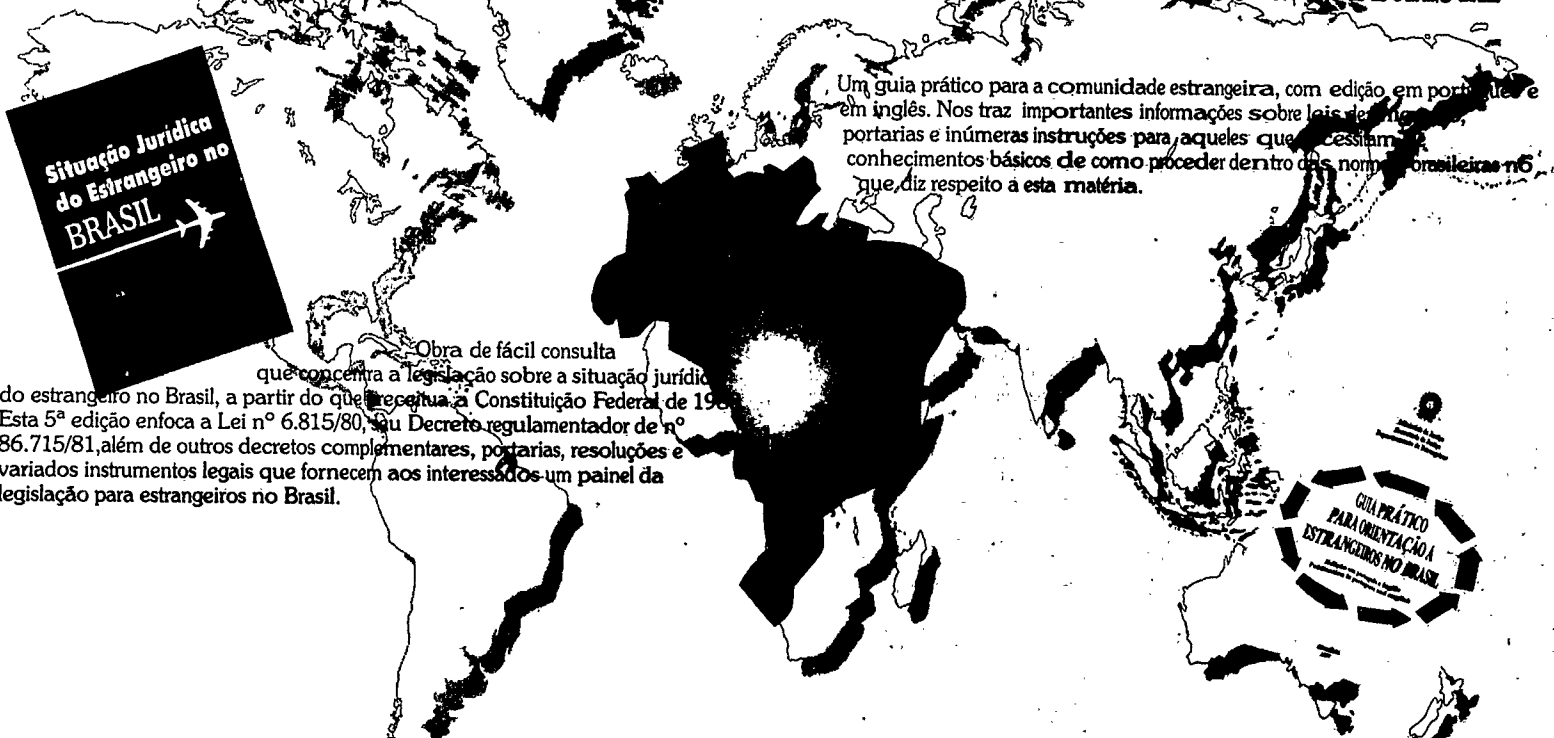 Situação Jurídica
do Estrangeiro no
BRASIL
Um guia prático para a comunidade estrangeira, com edição em português e
em inglês. Nos traz importantes informações sobre leis
portarias e inúmeras instruções para aqueles que necessitam
conhecimentos básicos de como proceder dentro das normas brasileiras no
que diz respeito a esta matéria.
Obra de fácil consulta
que concentra a legislação sobre a situação
do estrangeiro no Brasil, a partir do que preceitua a Constituição Federal de
Esta 5ª edição enfoca a Lei nº 6.815/80, seu Decreto regulamentador de nº
86.715/81, além de outros decretos complementares, portarias, resoluções e
variados instrumentos legais que fornecem aos interessados um painel da
legislação para estrangeiros no Brasil.
GUIA PRÁTICO
PARA ORIENTAÇÃO A
ESTRANGEIROS NO BRASIL